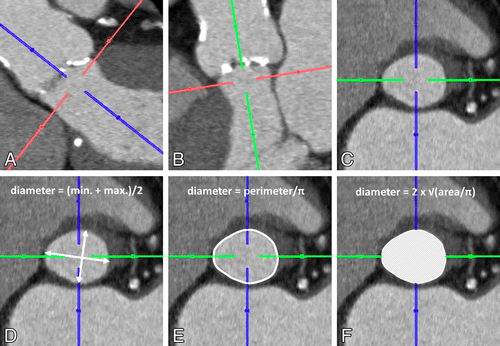 A
B
C
diameter = (min. + max.)/2
D
diameter = perimeter/π
E
diameter = 2 x √(area/π)
F